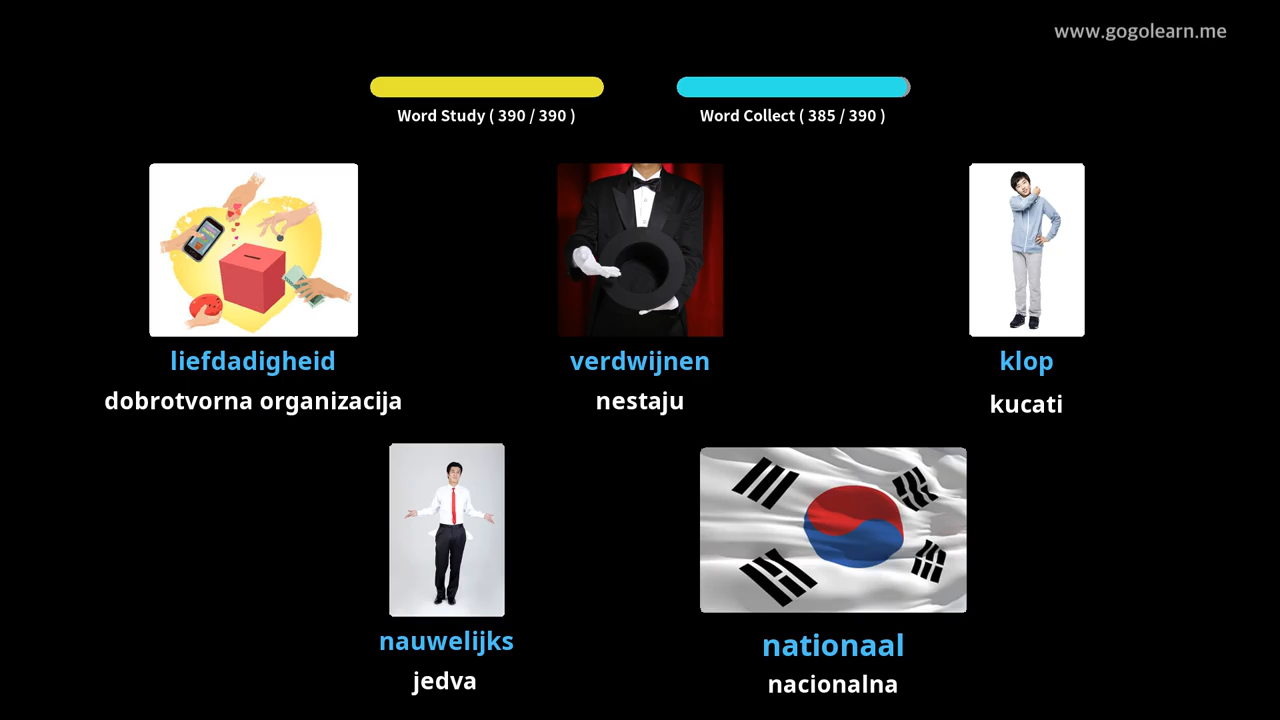 www.gogolearn.me
Word Study ( 390 / 390 )
Word Collect ( 385 / 390 )
liefdadigheid
dobrotvorna organizacija
verdwijnen
nestaju
klop
kucati
nauwelijks
jedva
nationaal
nacionalna